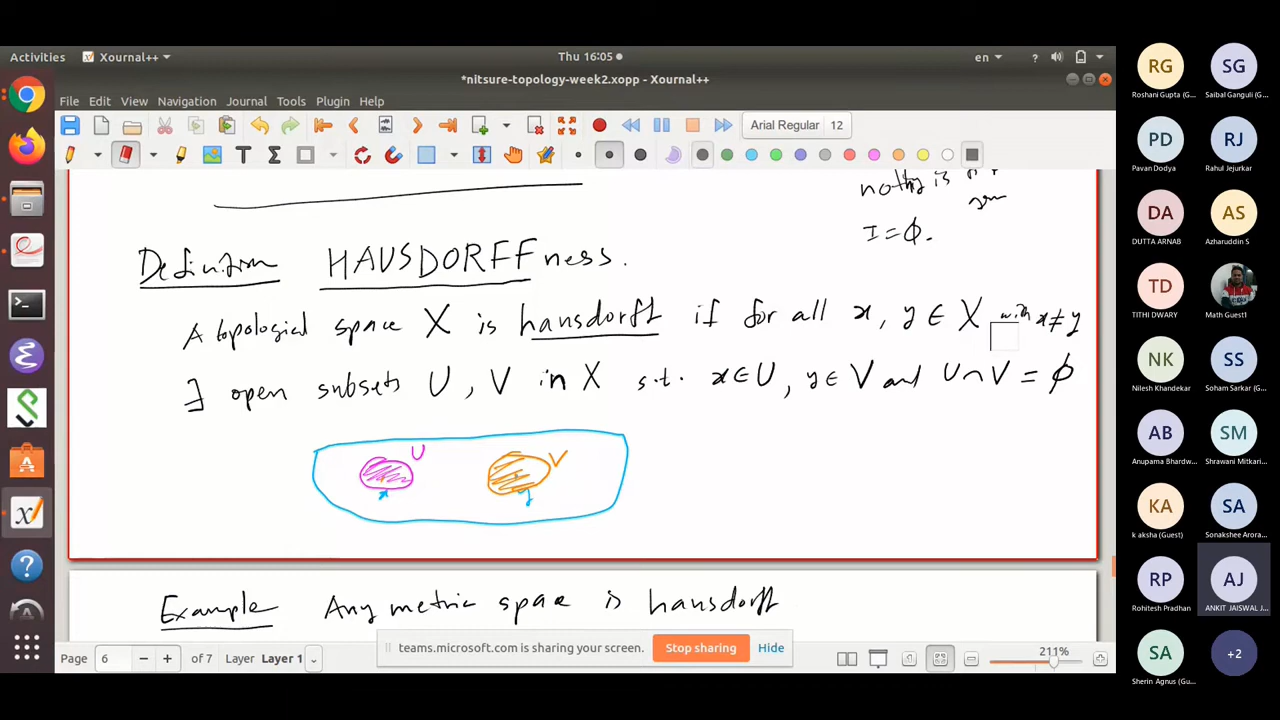 Activities
Xournal++
Thu 16:05
en
*nitsure-topology-week2.xopp - Xournal++
File Edit View Navigation Journal Tools Plugin Help
Arial Regular 12
nothing is
I = ϕ.
Definition HAUSDORFFness.
A topological space X is hausdorff if for all x, y ∈ X with x ≠ y
∃ open subsets U, V in X s.t. x ∈ U, y ∈ V and U ∩ V = ϕ
U
V
x
y
Example Any metric space is hausdorff
teams.microsoft.com is sharing your screen.
Stop sharing
Hide
Page 6 of 7 Layer Layer 1
211%
RG
Roshani Gupta (G...
SG
Saibal Ganguli (G...
PD
Pavan Dodya
RJ
Rahul Jejurkar
DA
DUTTA ARNAB
AS
Azharuddin S
TD
TITHI DWARY
Math Guest1
NK
Nilesh Khandekar
SS
Soham Sarkar (G...
AB
Anupama Bhardw...
SM
Shrawani Mitkari...
KA
k aksha (Guest)
SA
Sonakshee Arora...
RP
Rohitesh Pradhan
AJ
ANKIT JAISWAL J...
SA
Sherin Agnus (Gu...
+2